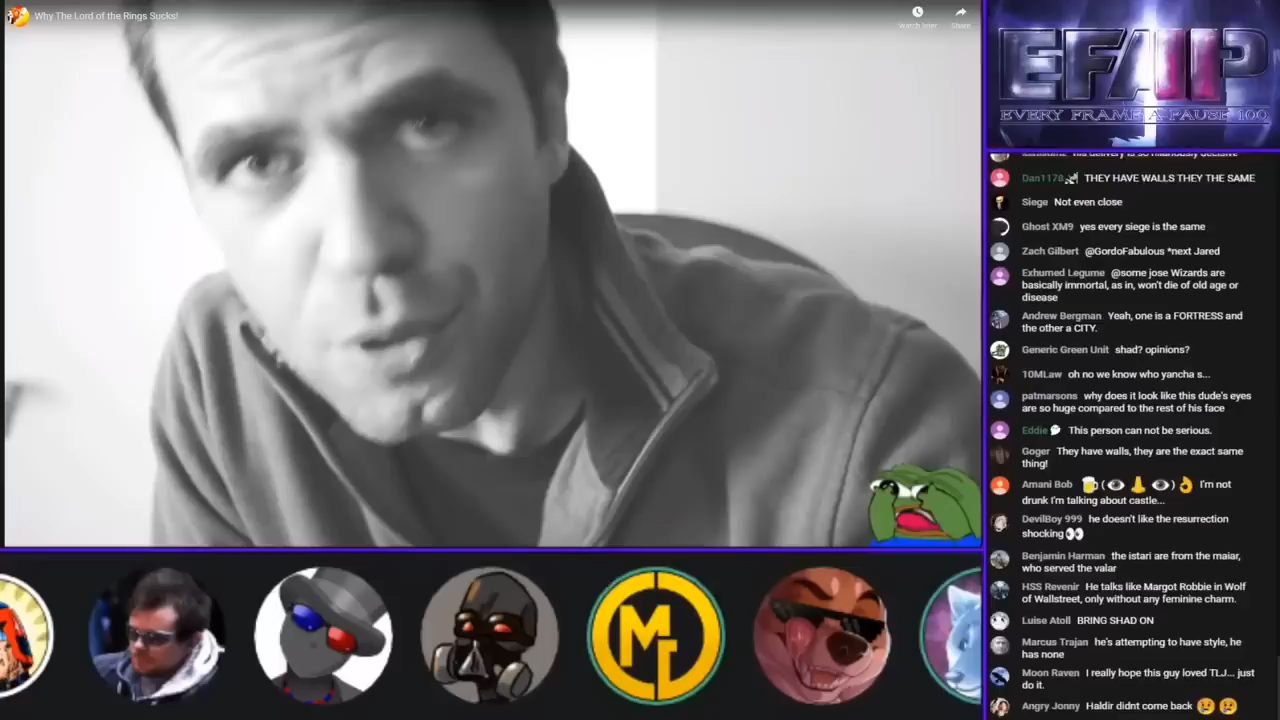 Why The Lord of the Rings Sucks!
Watch later
Share
EFAP
EVERY FRAME A PAUSE 100
his delivery is so hilariously decisive
Dan1178 THEY HAVE WALLS THEY THE SAME
Siege Not even close
Ghost XM9 yes every siege is the same
Zach Gilbert @GordoFabulous *next Jared
Exhumed Legume @some jose Wizards are
basically immortal, as in, won't die of old age or
disease
Andrew Bergman Yeah, one is a FORTRESS and
the other a CITY.
Generic Green Unit shad? opinions?
10MLaw oh no we know who yancha s...
patmarsons why does it look like this dude's eyes
are so huge compared to the rest of his face
Eddie This person can not be serious.
Goger They have walls, they are the exact same
thing!
Amani Bob I'm not
drunk I'm talking about castle...
DevilBoy 999 he doesn't like the resurrection
shocking
Benjamin Harman the istari are from the maiar,
who served the valar
HSS Revenir He talks like Margot Robbie in Wolf
of Wallstreet, only without any feminine charm.
Luise Atoll BRING SHAD ON
Marcus Trajan he's attempting to have style, he
has none
Moon Raven I really hope this guy loved TLJ... just
do it.
Angry Jonny Haldir didnt come back